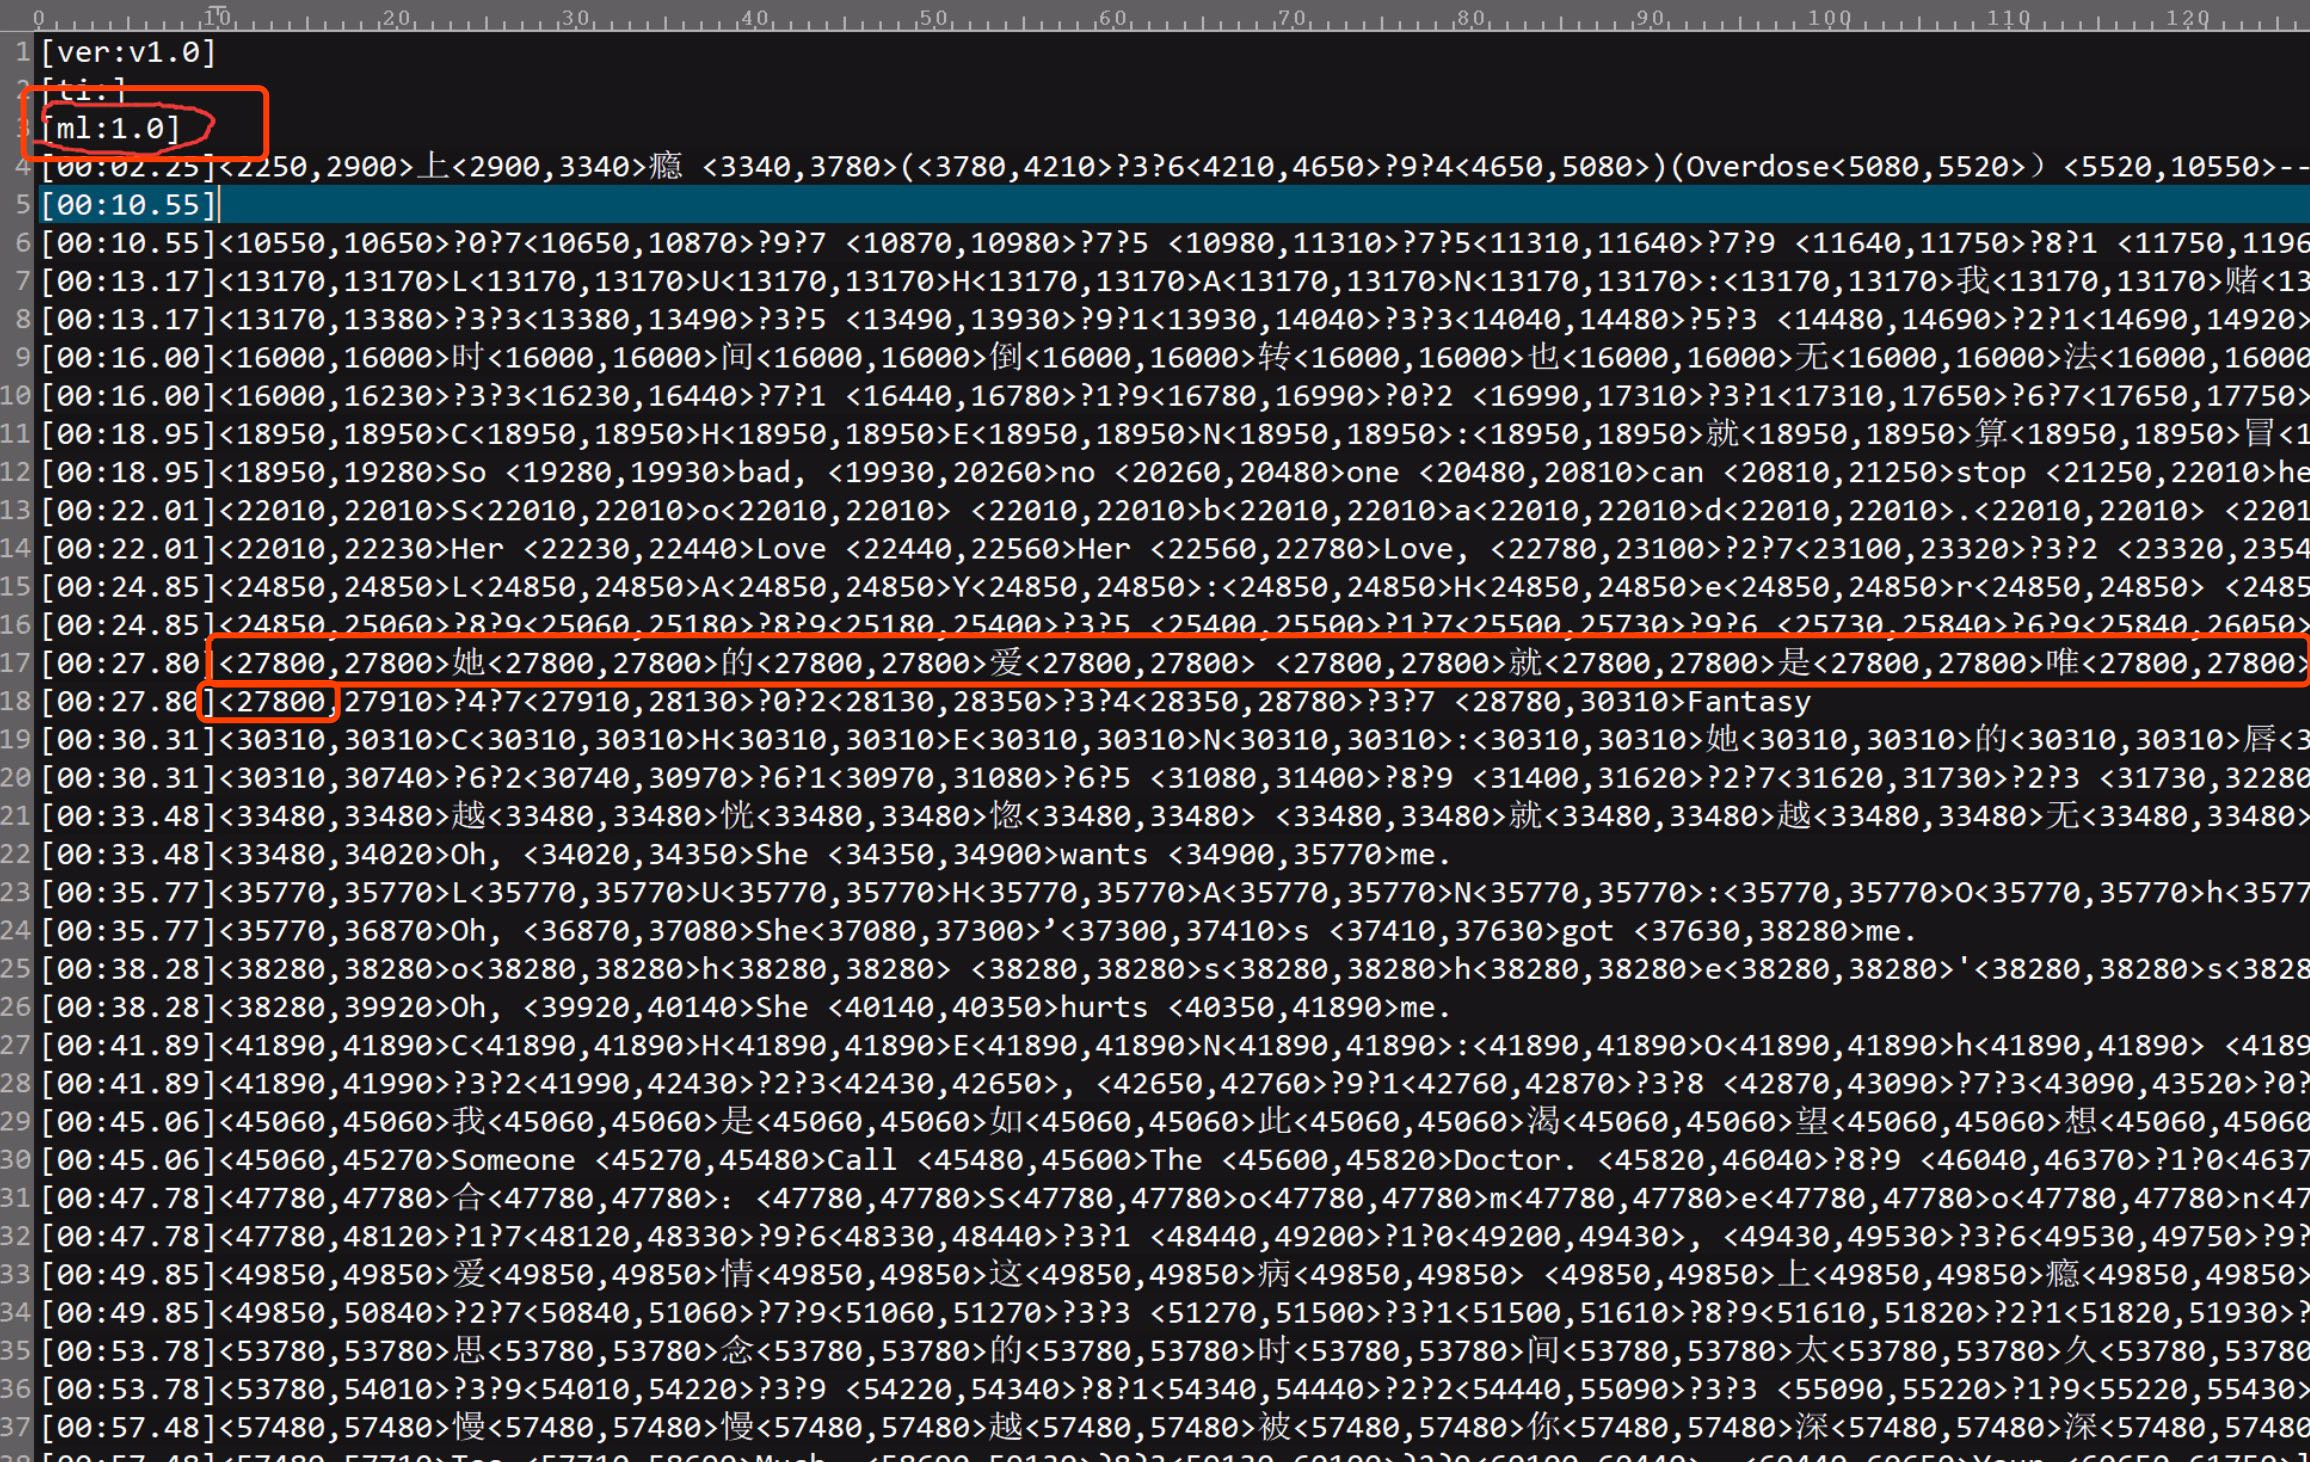 0 10 20 30 40 50 60 70 80 90 100 110 120
1 [ver:v1.0]
2 [ti:]
3 [ml:1.0]
4 [00:02.25]<2250,2900>上<2900,3340>瘾 <3340,3780>(<3780,4210>?3?6<4210,4650>?9?4<4650,5080>)(Overdose<5080,5520>）<5520,10550>--
5 [00:10.55]
6 [00:10.55]<10550,10650>?0?7<10650,10870>?9?7 <10870,10980>?7?5 <10980,11310>?7?5<11310,11640>?7?9 <11640,11750>?8?1 <11750,1196
7 [00:13.17]<13170,13170>L<13170,13170>U<13170,13170>H<13170,13170>A<13170,13170>N<13170,13170>:<13170,13170>我<13170,13170>赌<13
8 [00:13.17]<13170,13380>?3?3<13380,13490>?3?5 <13490,13930>?9?1<13930,14040>?3?3<14040,14480>?5?3 <14480,14690>?2?1<14690,14920>
9 [00:16.00]<16000,16000>时<16000,16000>间<16000,16000>倒<16000,16000>转<16000,16000>也<16000,16000>无<16000,16000>法<16000,16000
10 [00:16.00]<16000,16230>?3?3<16230,16440>?7?1 <16440,16780>?1?9<16780,16990>?0?2 <16990,17310>?3?1<17310,17650>?6?7<17650,17750>
11 [00:18.95]<18950,18950>C<18950,18950>H<18950,18950>E<18950,18950>N<18950,18950>:<18950,18950>就<18950,18950>算<18950,18950>冒<1
12 [00:18.95]<18950,19280>So <19280,19930>bad, <19930,20260>no <20260,20480>one <20480,20810>can <20810,21250>stop <21250,22010>he
13 [00:22.01]<22010,22010>S<22010,22010>o<22010,22010> <22010,22010>b<22010,22010>a<22010,22010>d<22010,22010>.<22010,22010> <2201
14 [00:22.01]<22010,22230>Her <22230,22440>Love <22440,22560>Her <22560,22780>Love, <22780,23100>?2?7<23100,23320>?3?2 <23320,2354
15 [00:24.85]<24850,24850>L<24850,24850>A<24850,24850>Y<24850,24850>:<24850,24850>H<24850,24850>e<24850,24850>r<24850,24850> <2485
16 [00:24.85]<24850,25060>?8?9<25060,25180>?8?9<25180,25400>?3?5 <25400,25500>?1?7<25500,25730>?9?6 <25730,25840>?6?9<25840,26050>
17 [00:27.80]<27800,27800>她<27800,27800>的<27800,27800>爱<27800,27800> <27800,27800>就<27800,27800>是<27800,27800>唯<27800,27800>
18 [00:27.80]<27800,27910>?4?7<27910,28130>?0?2<28130,28350>?3?4<28350,28780>?3?7 <28780,30310>Fantasy
19 [00:30.31]<30310,30310>C<30310,30310>H<30310,30310>E<30310,30310>N<30310,30310>:<30310,30310>她<30310,30310>的<30310,30310>唇<3
20 [00:30.31]<30310,30740>?6?2<30740,30970>?6?1<30970,31080>?6?5 <31080,31400>?8?9 <31400,31620>?2?7<31620,31730>?2?3 <31730,32280
21 [00:33.48]<33480,33480>越<33480,33480>恍<33480,33480>惚<33480,33480> <33480,33480>就<33480,33480>越<33480,33480>无<33480,33480>
22 [00:33.48]<33480,34020>Oh, <34020,34350>She <34350,34900>wants <34900,35770>me.
23 [00:35.77]<35770,35770>L<35770,35770>U<35770,35770>H<35770,35770>A<35770,35770>N<35770,35770>:<35770,35770>O<35770,35770>h<3577
24 [00:35.77]<35770,36870>Oh, <36870,37080>She<37080,37300>’<37300,37410>s <37410,37630>got <37630,38280>me.
25 [00:38.28]<38280,38280>o<38280,38280>h<38280,38280> <38280,38280>s<38280,38280>h<38280,38280>e<38280,38280>'<38280,38280>s<3828
26 [00:38.28]<38280,39920>Oh, <39920,40140>She <40140,40350>hurts <40350,41890>me.
27 [00:41.89]<41890,41890>C<41890,41890>H<41890,41890>E<41890,41890>N<41890,41890>:<41890,41890>O<41890,41890>h<41890,41890> <4189
28 [00:41.89]<41890,41990>?3?2<41990,42430>?2?3<42430,42650>, <42650,42760>?9?1<42760,42870>?3?8 <42870,43090>?7?3<43090,43520>?0?
29 [00:45.06]<45060,45060>我<45060,45060>是<45060,45060>如<45060,45060>此<45060,45060>渴<45060,45060>望<45060,45060>想<45060,45060
30 [00:45.06]<45060,45270>Someone <45270,45480>Call <45480,45600>The <45600,45820>Doctor. <45820,46040>?8?9 <46040,46370>?1?0<4637
31 [00:47.78]<47780,47780>合<47780,47780>：<47780,47780>S<47780,47780>o<47780,47780>m<47780,47780>e<47780,47780>o<47780,47780>n<47
32 [00:47.78]<47780,48120>?1?7<48120,48330>?9?6<48330,48440>?3?1 <48440,49200>?1?0<49200,49430>, <49430,49530>?3?6<49530,49750>?9?
33 [00:49.85]<49850,49850>爱<49850,49850>情<49850,49850>这<49850,49850>病<49850,49850> <49850,49850>上<49850,49850>瘾<49850,49850>
34 [00:49.85]<49850,50840>?2?7<50840,51060>?7?9<51060,51270>?3?3 <51270,51500>?3?1<51500,51610>?8?9<51610,51820>?2?1<51820,51930>?
35 [00:53.78]<53780,53780>思<53780,53780>念<53780,53780>的<53780,53780>时<53780,53780>间<53780,53780>太<53780,53780>久<53780,53780
36 [00:53.78]<53780,54010>?3?9<54010,54220>?3?9 <54220,54340>?8?1<54340,54440>?2?2<54440,55090>?3?3 <55090,55220>?1?9<55220,55430>
37 [00:57.48]<57480,57480>慢<57480,57480>慢<57480,57480>越<57480,57480>被<57480,57480>你<57480,57480>深<57480,57480>深<57480,57480